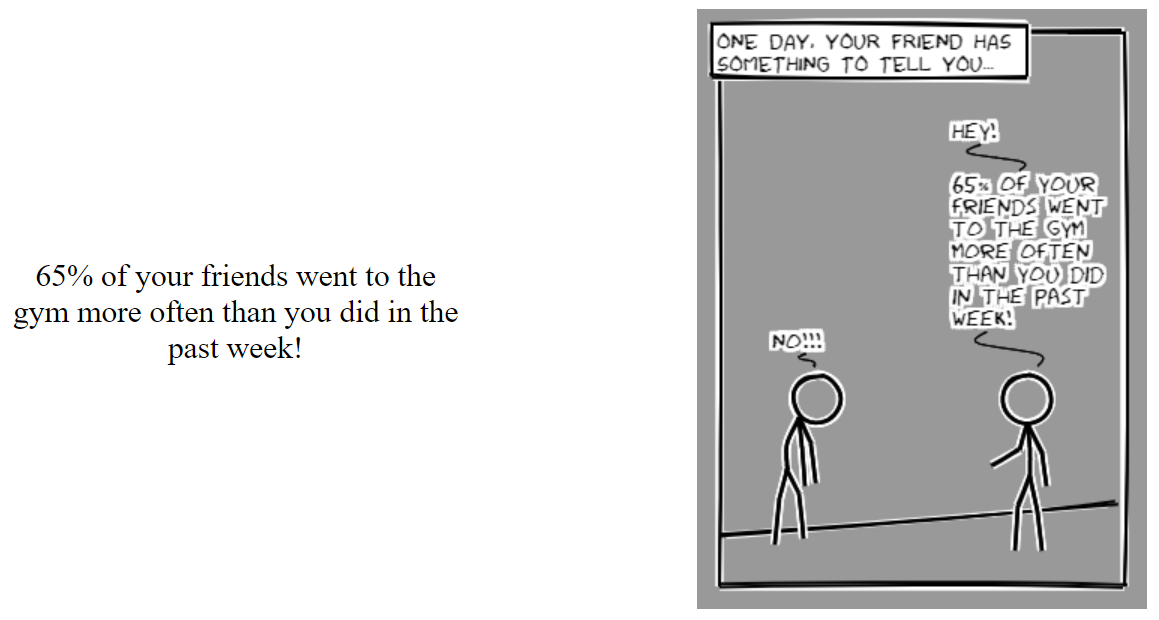 65% of your friends went to the
gym more often than you did in the
past week!
ONE DAY, YOUR FRIEND HAS
SOMETHING TO TELL YOU...
HEY!
65% OF YOUR
FRIENDS WENT
TO THE GYM
MORE OFTEN
THAN YOU DID
IN THE PAST
WEEK!
NO!!!